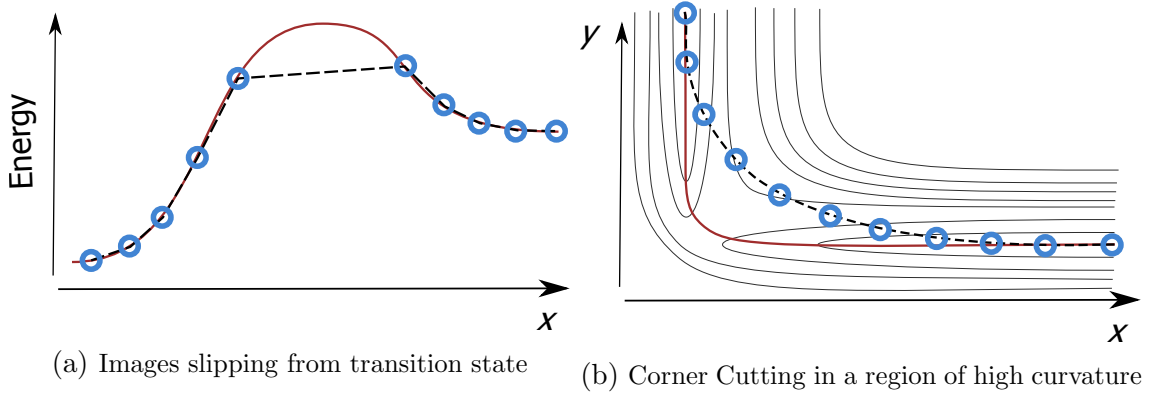 Energy
x
(a) Images slipping from transition state
y
x
(b) Corner Cutting in a region of high curvature